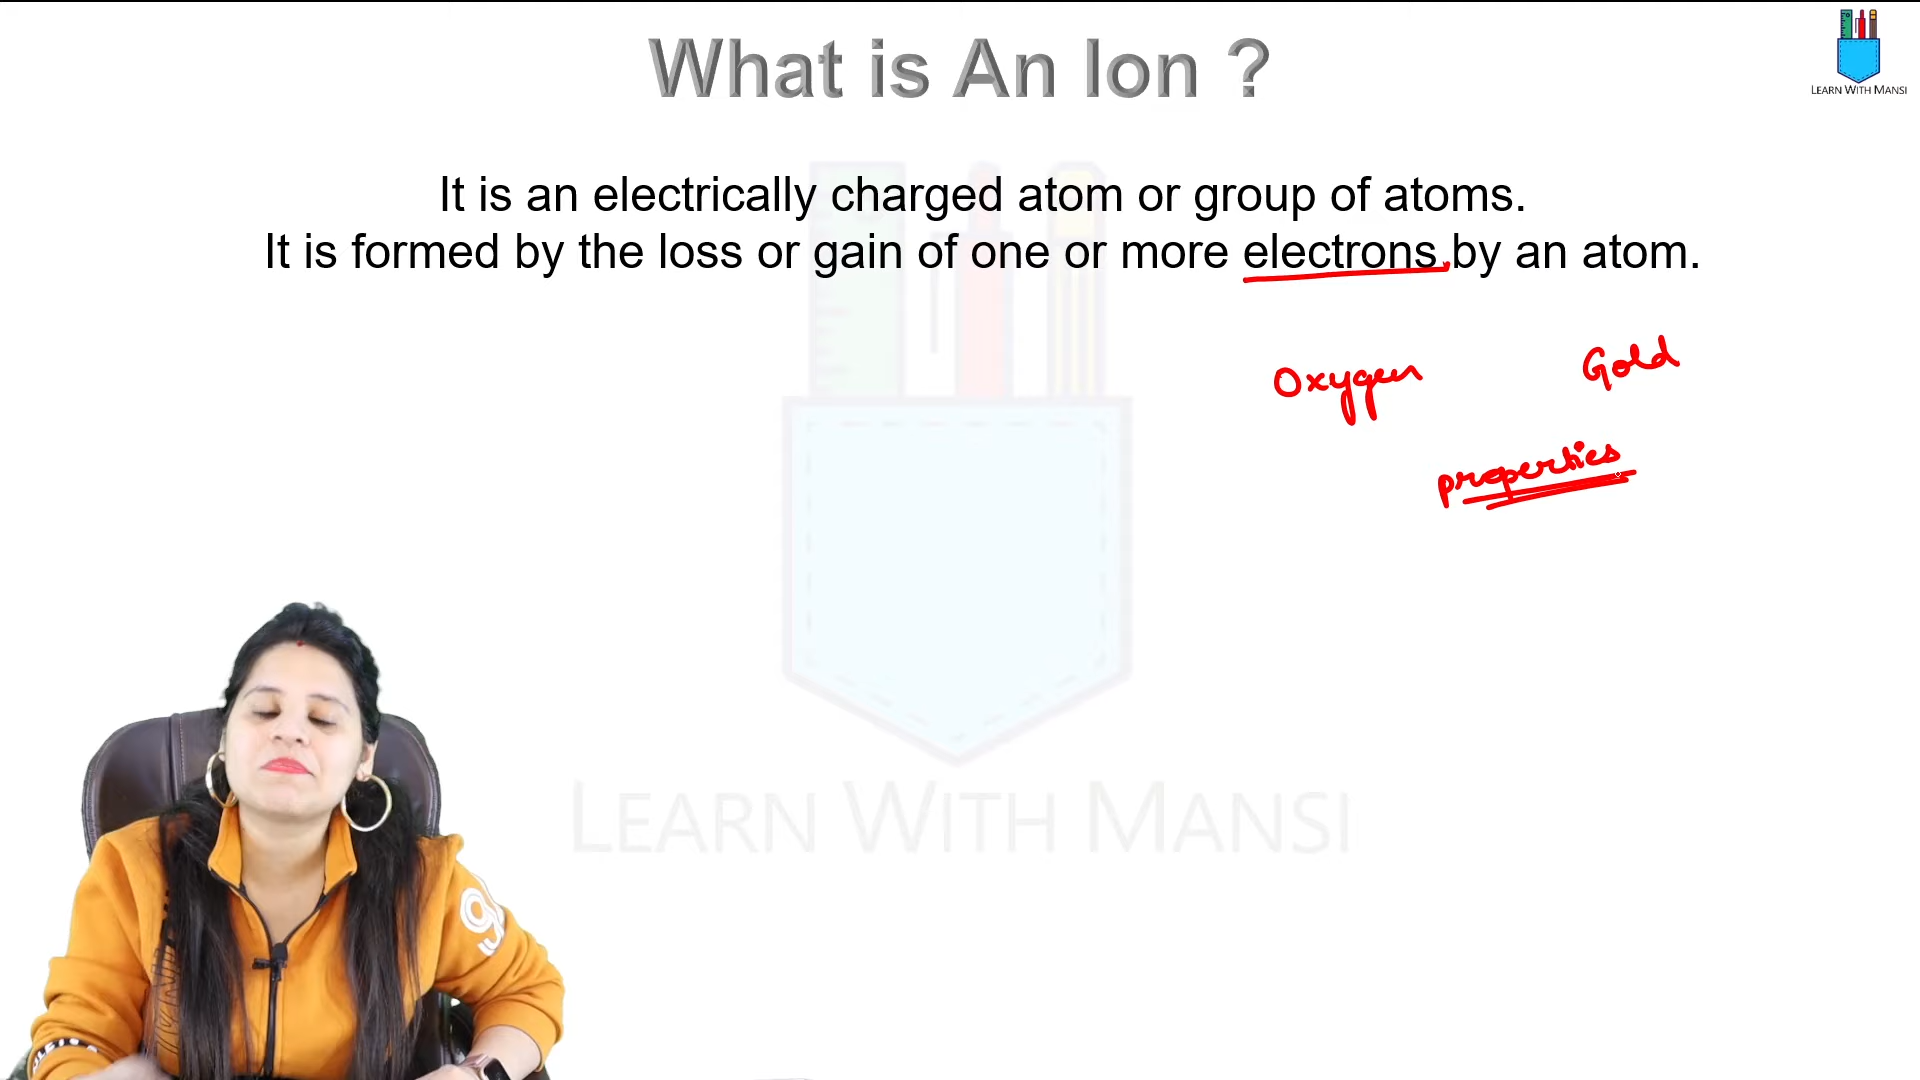 What is An Ion ?
LEARN WITH MANSI
It is an electrically charged atom or group of atoms.
It is formed by the loss or gain of one or more electrons by an atom.
Oxygen
Gold
properties
LEARN WITH MANSI